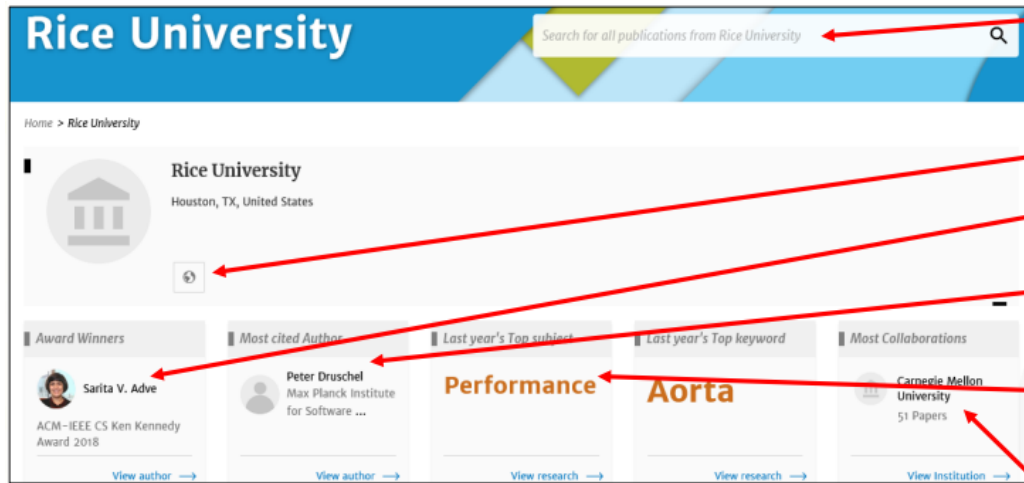 Rice University
Search for all publications from Rice University
Home > Rice University
Rice University
Houston, TX, United States
Award Winners
Sarita V. Adve
ACM-IEEE CS Ken Kennedy
Award 2018
View author →
Most cited Author
Peter Druschel
Max Planck Institute
for Software ...
View author →
Last year's Top subject
Performance
View research →
Last year's Top keyword
Aorta
View research →
Most Collaborations
Carnegie Mellon
University
51 Papers
View Institution →